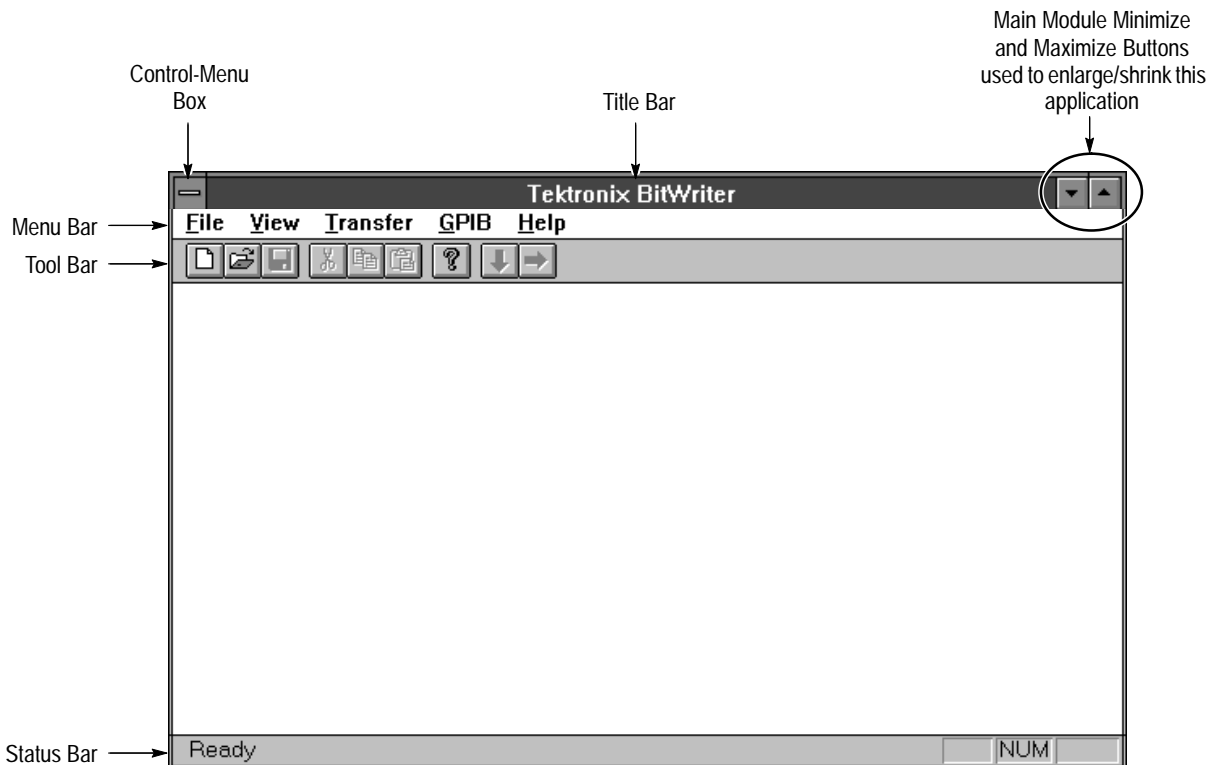 Main Module Minimize
and Maximize Buttons
used to enlarge/shrink this
application
Control-Menu
Box
Title Bar
Tektronix BitWriter
Menu Bar
File View Transfer GPIB Help
Tool Bar
?
Status Bar
Ready
NUM